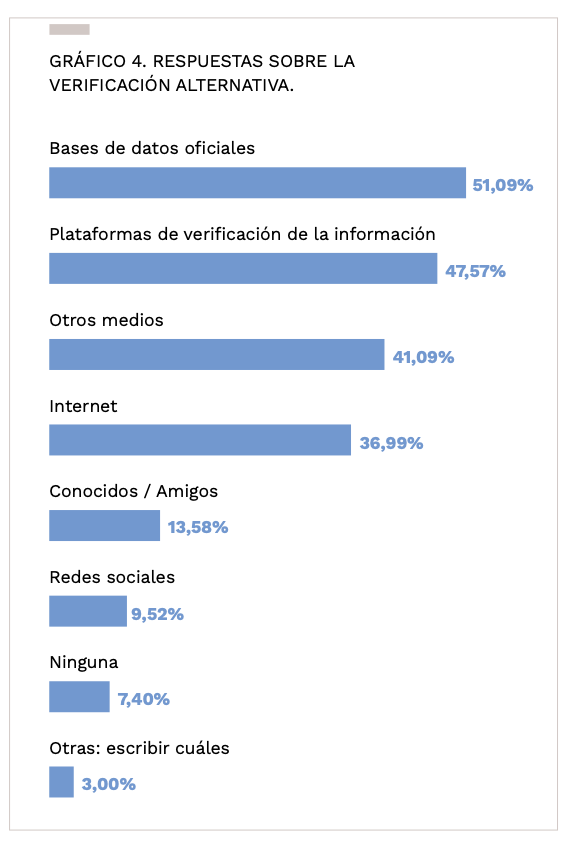 GRÁFICO 4. RESPUESTAS SOBRE LA
VERIFICACIÓN ALTERNATIVA.
Bases de datos oficiales
51,09%
Plataformas de verificación de la información
47,57%
Otros medios
41,09%
Internet
36,99%
Conocidos / Amigos
13,58%
Redes sociales
9,52%
Ninguna
7,40%
Otras: escribir cuáles
3,00%